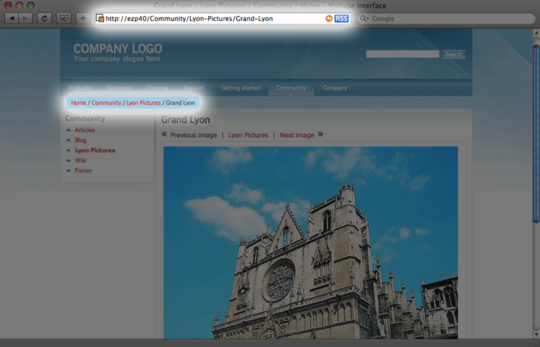 Grand Lyon / Lyon Pictures / Community / Home - Website Interface
http://ezp40/Community/Lyon-Pictures/Grand-Lyon
RSS
Google
COMPANY LOGO
Your company slogan here
Search
Support
Getting started
Community
Company
Home / Community / Lyon Pictures / Grand Lyon
Community
Articles
Blog
Lyon Pictures
Wiki
Forum
Grand Lyon
« Previous image | Lyon Pictures | Next image »